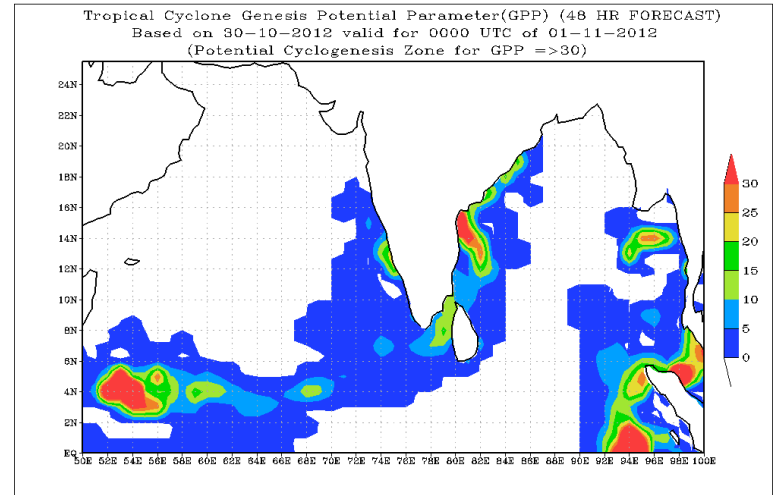 Tropical Cyclone Genesis Potential Parameter(GPP) (48 HR FORECAST)
Based on 30-10-2012 valid for 0000 UTC of 01-11-2012
(Potential Cyclogenesis Zone for GPP =>30)
24N
22N
20N
18N
16N
14N
12N
10N
8N
6N
4N
2N
EQ
50E 52E 54E 56E 58E 60E 62E 64E 66E 68E 70E 72E 74E 76E 78E 80E 82E 84E 86E 88E 90E 92E 94E 96E 98E 100E
30
25
20
15
10
5
0